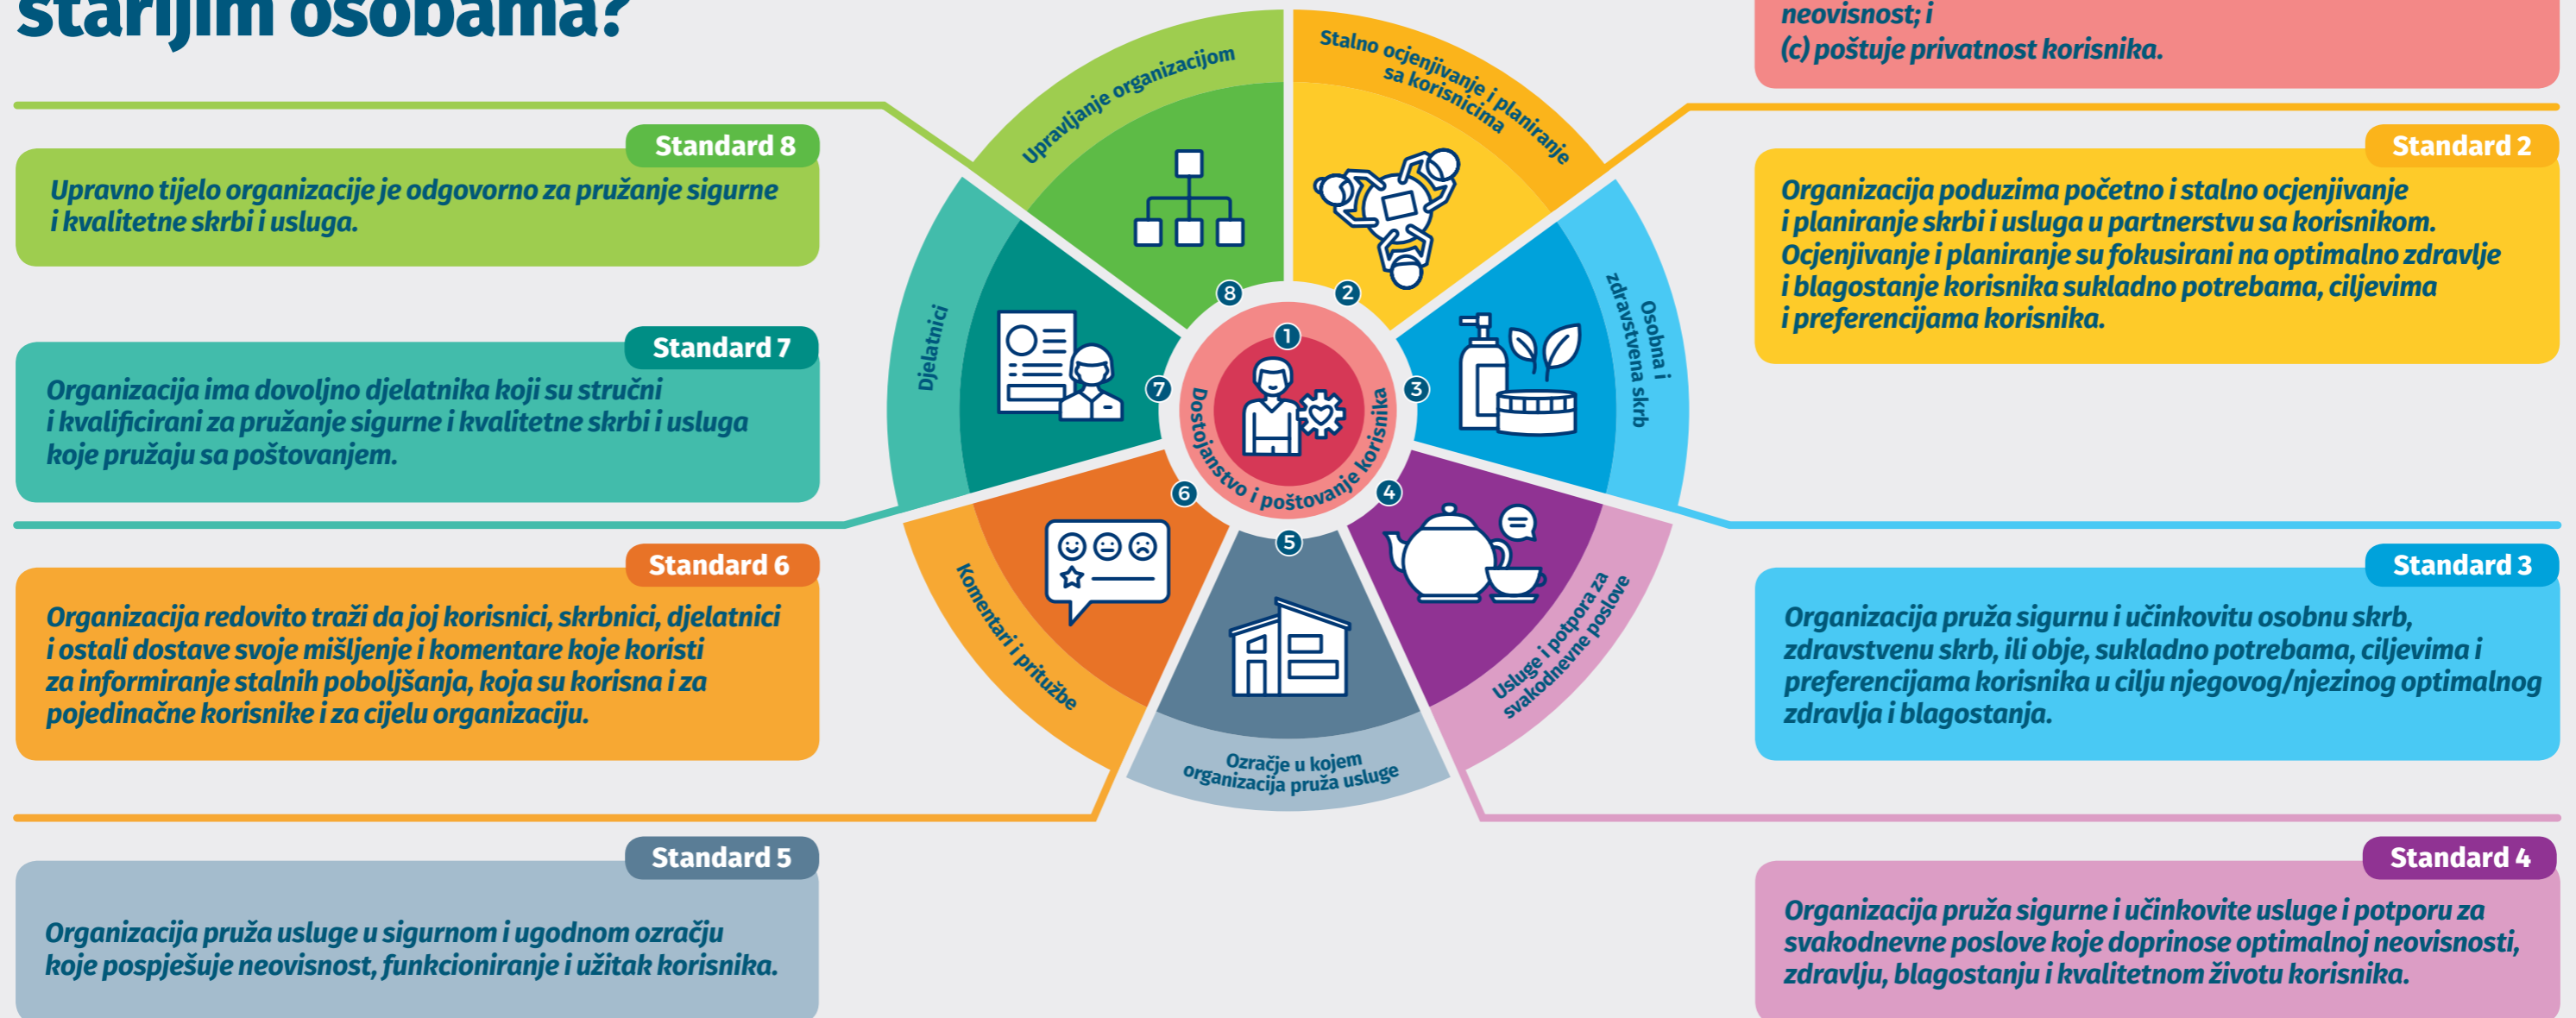 starijim osobama?
neovisnost; i
(c) poštuje privatnost korisnika.
Standard 8
Upravno tijelo organizacije je odgovorno za pružanje sigurne
i kvalitetne skrbi i usluga.
Standard 7
Organizacija ima dovoljno djelatnika koji su stručni
i kvalificirani za pružanje sigurne i kvalitetne skrbi i usluga
koje pružaju sa poštovanjem.
Standard 6
Organizacija redovito traži da joj korisnici, skrbnici, djelatnici
i ostali dostave svoje mišljenje i komentare koje koristi
za informiranje stalnih poboljšanja, koja su korisna i za
pojedinačne korisnike i za cijelu organizaciju.
Standard 5
Organizacija pruža usluge u sigurnom i ugodnom ozračju
koje pospješuje neovisnost, funkcioniranje i užitak korisnika.
Upravljanje organizacijom
Stalno ocjenjivanje i planiranje
sa korisnicima
Osobna i
zdravstvena skrb
Usluge i potpora za
svakodnevne poslove
Ozračje u kojem
organizacija pruža usluge
Komentari i pritužbe
Djelatnici
Dostojanstvo i poštovanje korisnika
1
2
3
4
5
6
7
8
Standard 2
Organizacija poduzima početno i stalno ocjenjivanje
i planiranje skrbi i usluga u partnerstvu sa korisnikom.
Ocjenjivanje i planiranje su fokusirani na optimalno zdravlje
i blagostanje korisnika sukladno potrebama, ciljevima
i preferencijama korisnika.
Standard 3
Organizacija pruža sigurnu i učinkovitu osobnu skrb,
zdravstvenu skrb, ili obje, sukladno potrebama, ciljevima i
preferencijama korisnika u cilju njegovog/njezinog optimalnog
zdravlja i blagostanja.
Standard 4
Organizacija pruža sigurne i učinkovite usluge i potporu za
svakodnevne poslove koje doprinose optimalnoj neovisnosti,
zdravlju, blagostanju i kvalitetnom životu korisnika.